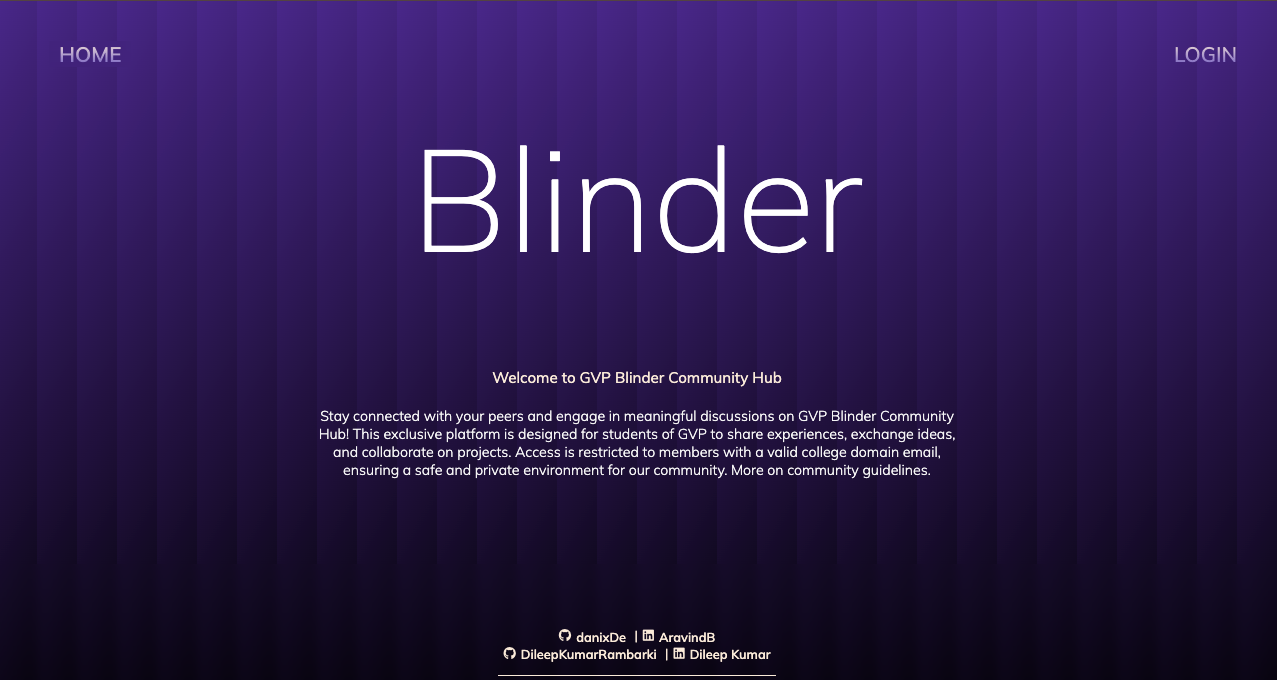 HOME
LOGIN
Blinder
Welcome to GVP Blinder Community Hub
Stay connected with your peers and engage in meaningful discussions on GVP Blinder Community
Hub! This exclusive platform is designed for students of GVP to share experiences, exchange ideas,
and collaborate on projects. Access is restricted to members with a valid college domain email,
ensuring a safe and private environment for our community. More on community guidelines.
danixDe | AravindB
DileepKumarRambarki | Dileep Kumar